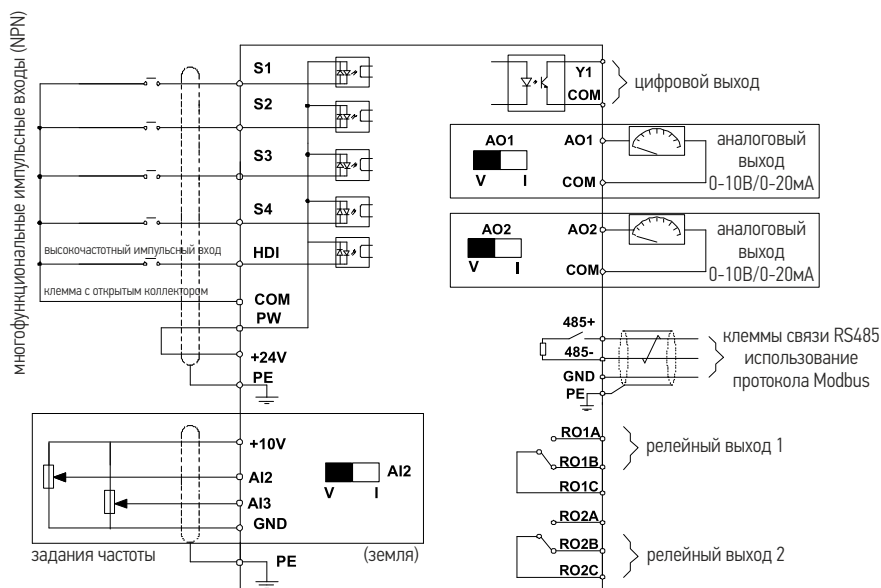 многофункциональные импульсные входы (NPN)
S1
S2
S3
S4
высокочастотный импульсный вход
HDI
клемма с открытым коллектором
COM
PW
+24V
PE
+10V
AI2
AI3
GND
AI2
V I
задания частоты
PE
(земля)
Y1
COM
цифровой выход
AO1
V I
AO1
COM
аналоговый
выход
0-10В/0-20мА
AO2
V I
AO2
COM
аналоговый
выход
0-10В/0-20мА
485+
485-
GND
PE
клеммы связи RS485
использование
протокола Modbus
RO1A
RO1B
RO1C
релейный выход 1
RO2A
RO2B
RO2C
релейный выход 2